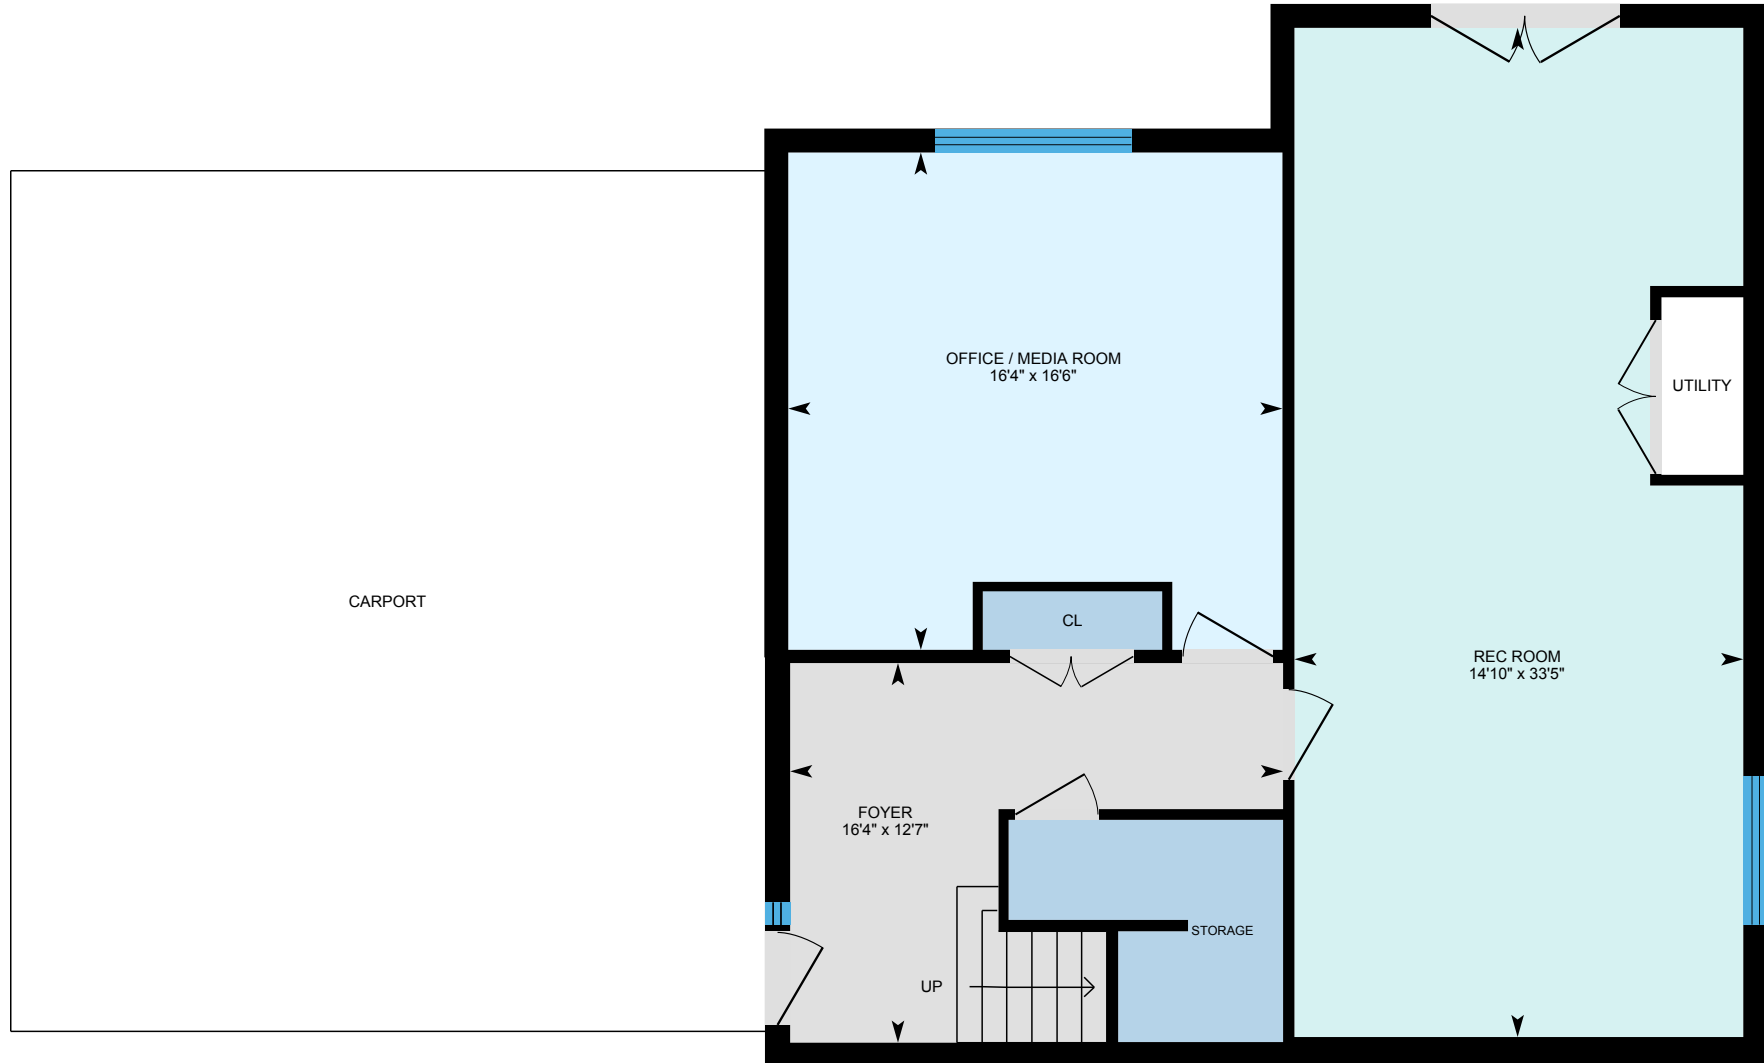 OFFICE / MEDIA ROOM
16'4" x 16'6"
UTILITY
CARPORT
CL
REC ROOM
14'10" x 33'5"
FOYER
16'4" x 12'7"
STORAGE
UP